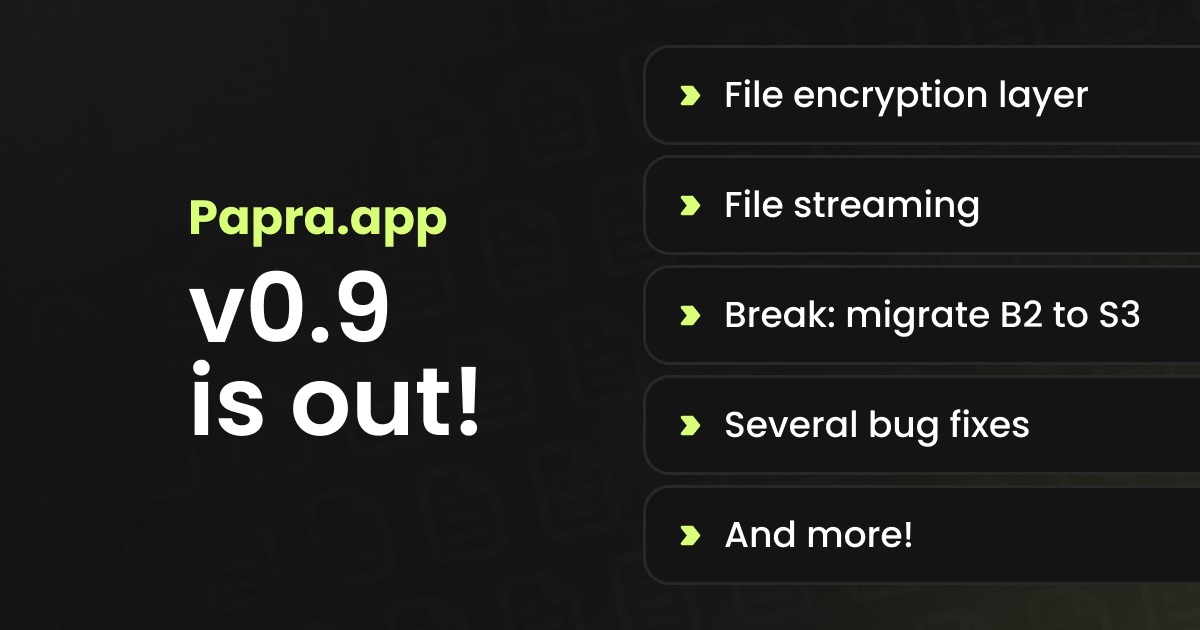 Papra.app
v0.9
is out!
File encryption layer
File streaming
Break: migrate B2 to S3
Several bug fixes
And more!